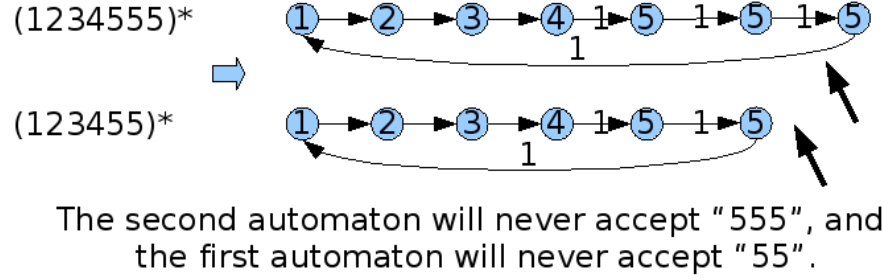 (1234555)* 1 2 3 4 1 5 1 5 1 5
1
(123455)* 1 2 3 4 1 5 1 5
1
The second automaton will never accept “555”, and
the first automaton will never accept “55”.